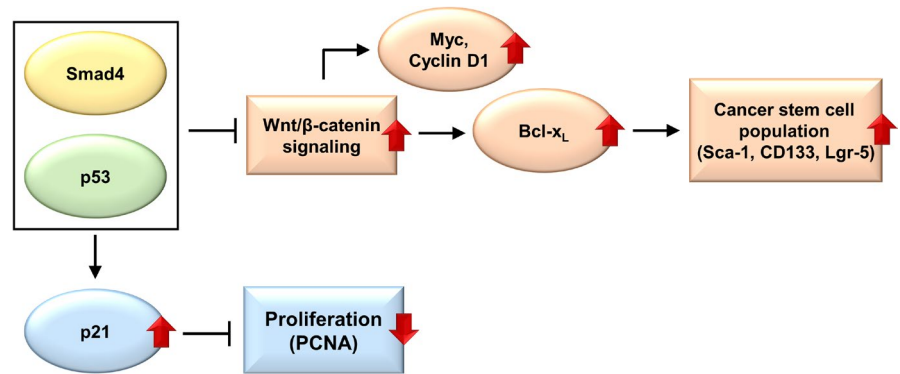 Smad4
p53
Wnt/β-catenin
signaling
Myc,
Cyclin D1
Bcl-xL
Cancer stem cell
population
(Sca-1, CD133, Lgr-5)
p21
Proliferation
(PCNA)